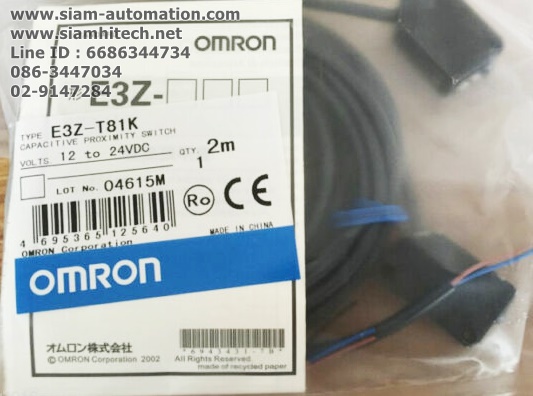 www.siam-automation.com
www.siamhitech.net
Line ID : 6686344734
086-3447034
02-9147284
OMRON
E3Z-□□□
TYPE E3Z-T81K
CAPACITIVE PROXIMITY SWITCH
VOLTS. 12 to 24VDC QTY. 1 2m
LOT No. 04615M
Ro CE
4 695365 125640
MADE IN CHINA
OMRON Corporation
OMRON
オムロン株式会社
© OMRON Corporation 2002
*6941431-7B*
All Rights Reserved.
made of recycled paper